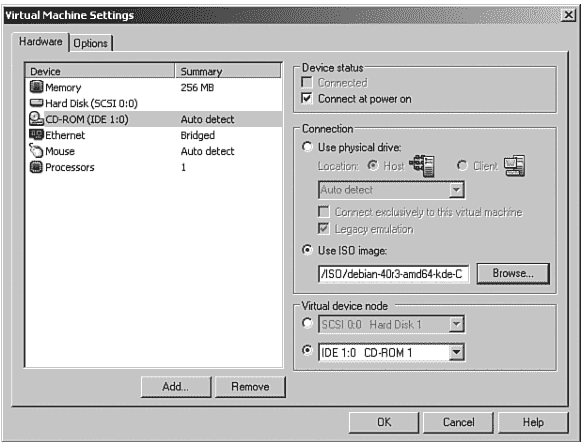 Virtual Machine Settings
Hardware
Options
Device Summary
Memory 256 MB
Hard Disk (SCSI 0:0)
CD-ROM (IDE 1:0) Auto detect
Ethernet Bridged
Mouse Auto detect
Processors 1
Add...
Remove
Device status
Connected
Connect at power on
Connection
Use physical drive:
Location: Host Client
Auto detect
Connect exclusively to this virtual machine
Legacy emulation
Use ISO image:
/ISO/debian-40r3-amd64-kde-C Browse...
Virtual device node
SCSI 0:0 Hard Disk 1
IDE 1:0 CD-ROM 1
OK Cancel Help